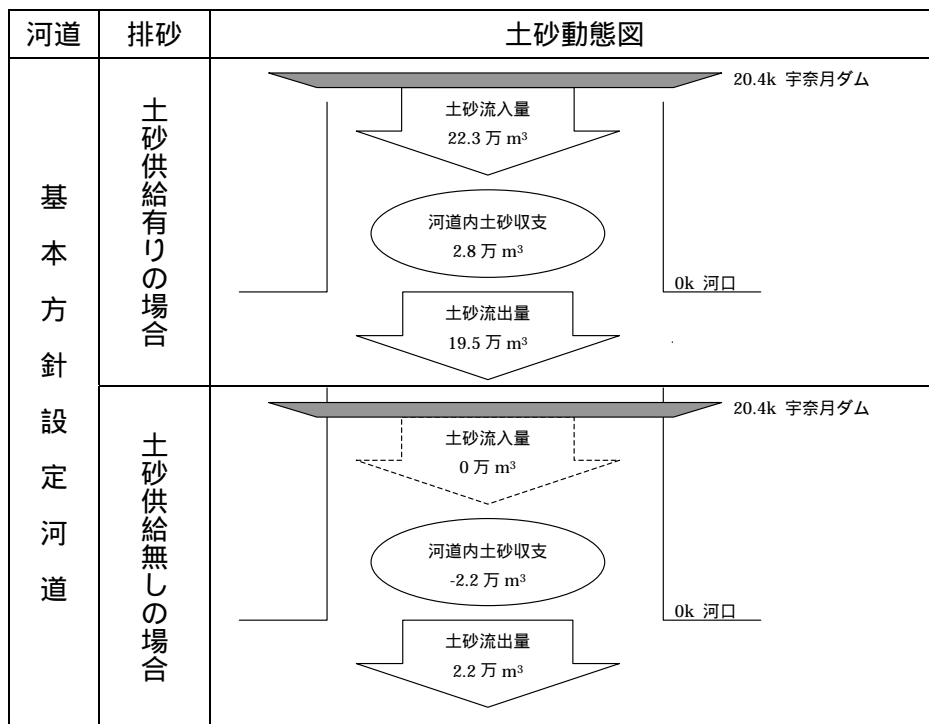 河道 排砂 土砂動態図
基本方針設定河道
土砂供給有りの場合
20.4k 宇奈月ダム
土砂流入量
22.3 万 m³
河道内土砂収支
2.8 万 m³
0k 河口
土砂流出量
19.5 万 m³
土砂供給無しの場合
20.4k 宇奈月ダム
土砂流入量
0 万 m³
河道内土砂収支
-2.2 万 m³
0k 河口
土砂流出量
2.2 万 m³